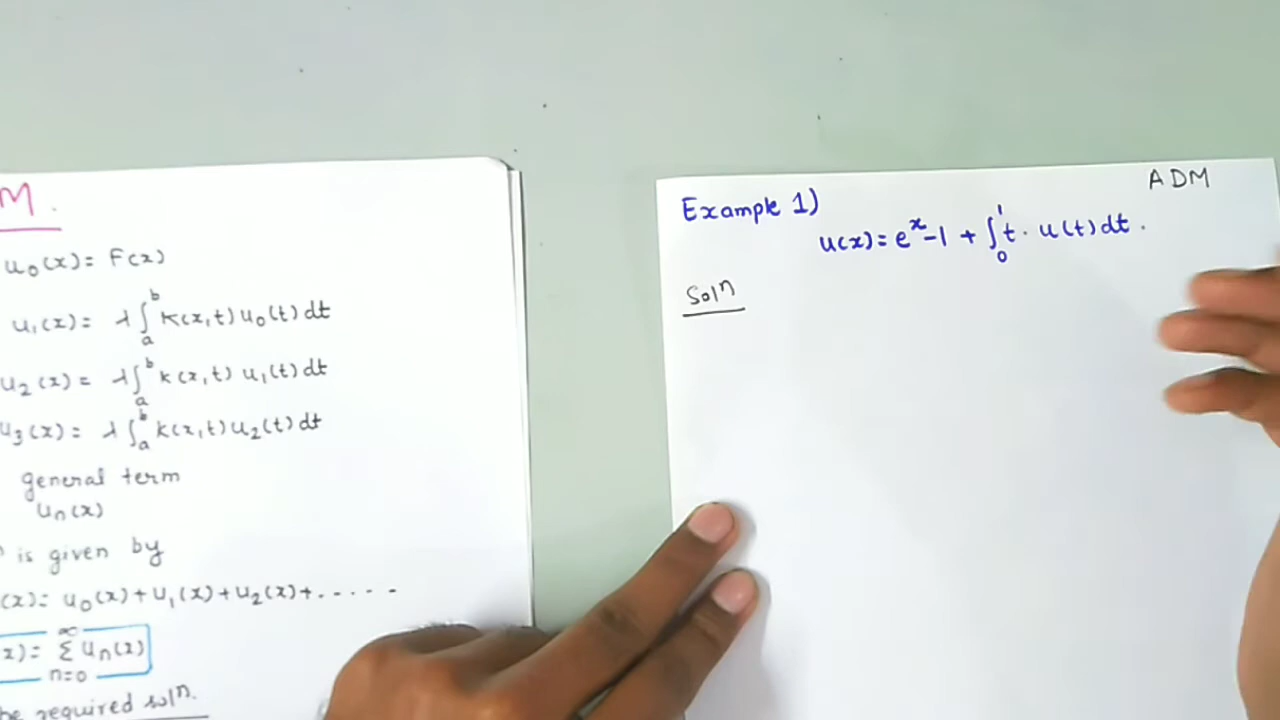 M.
u₀(x)= F(x)
u₁(x)= λ∫ₐᵇ K(x,t) u₀(t) dt
u₂(x)= λ∫ₐᵇ K(x,t) u₁(t) dt
u₃(x)= λ∫ₐᵇ K(x,t) u₂(t) dt
general term
uₙ(x)
is given by
(x)= u₀(x)+u₁(x)+u₂(x)+.....
x)= ∞ Σ n=0 uₙ(x)
be required solⁿ.
ADM
Example 1)
u(x)= eˣ-1 + ∫₀¹ t. u(t) dt.
Solⁿ